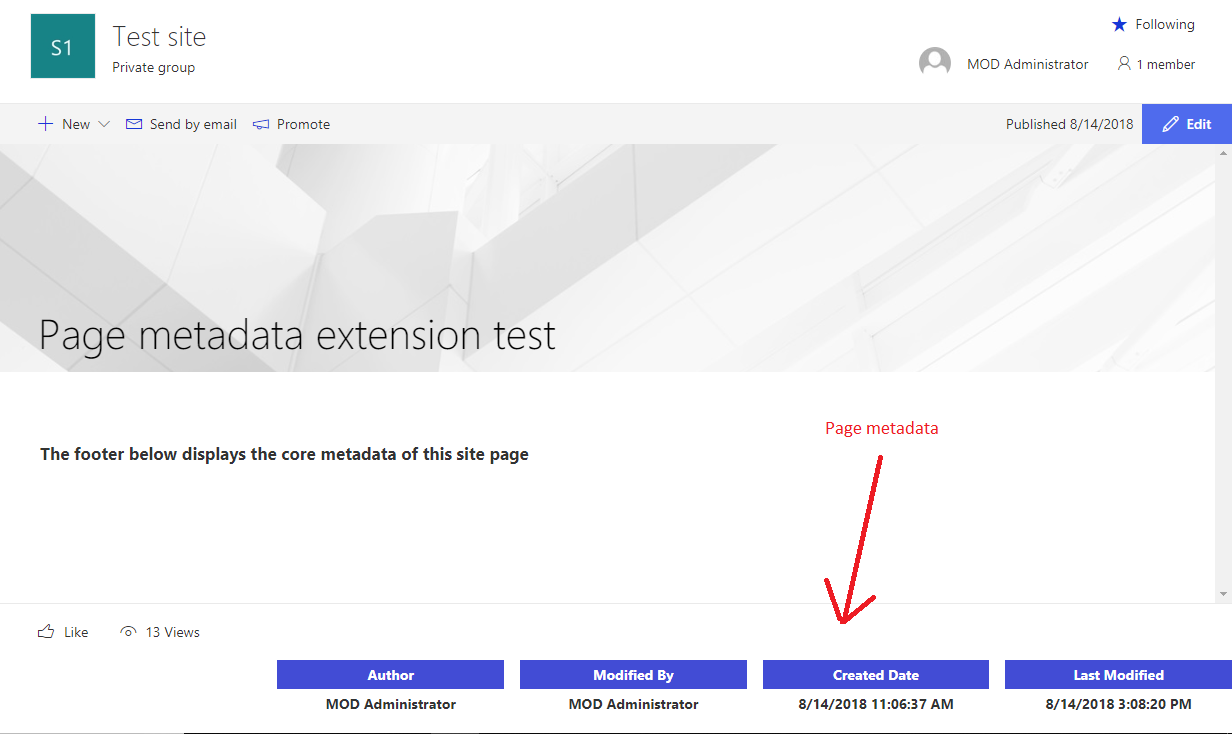 S1
Test site
Private group
Following
MOD Administrator
1 member
New
Send by email
Promote
Published 8/14/2018
Edit
Page metadata extension test
Page metadata
The footer below displays the core metadata of this site page
Like
13 Views
Author Modified By Created Date Last Modified
MOD Administrator MOD Administrator 8/14/2018 11:06:37 AM 8/14/2018 3:08:20 PM